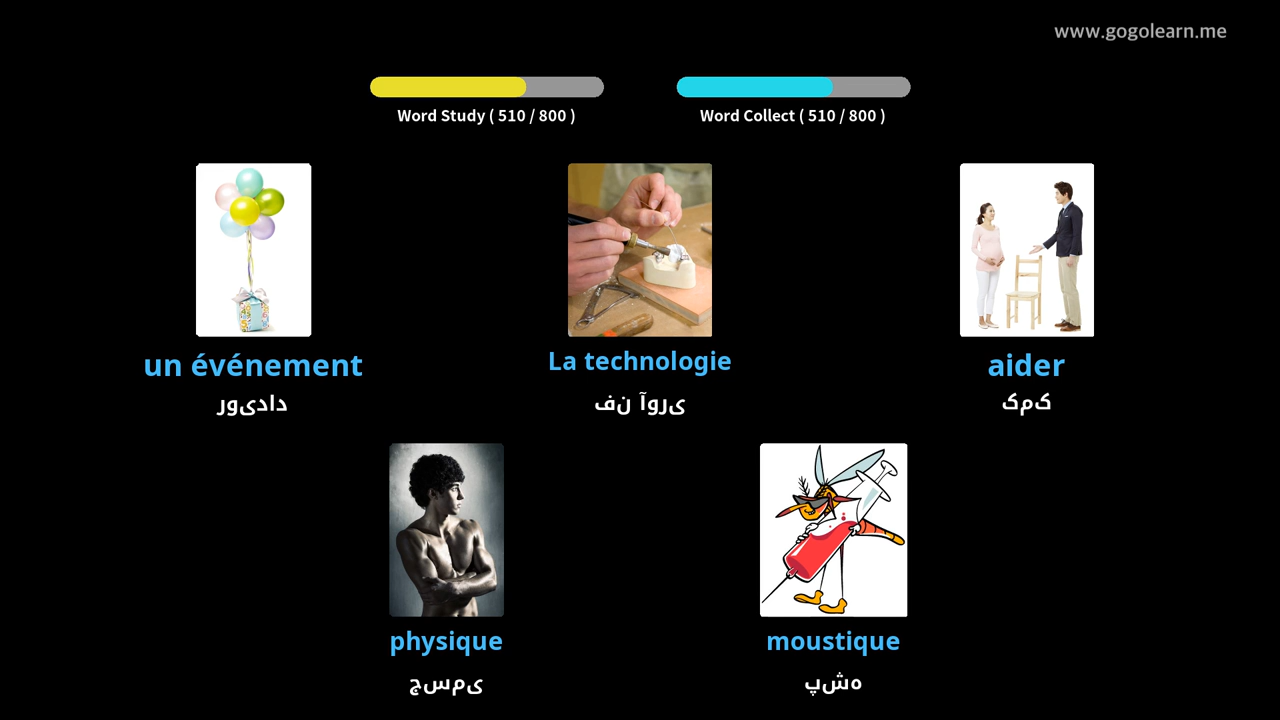 www.gogolearn.me
Word Study ( 510 / 800 )
Word Collect ( 510 / 800 )
un événement
رویداد
La technologie
فن آوری
aider
کمک
physique
جسمی
moustique
پشه